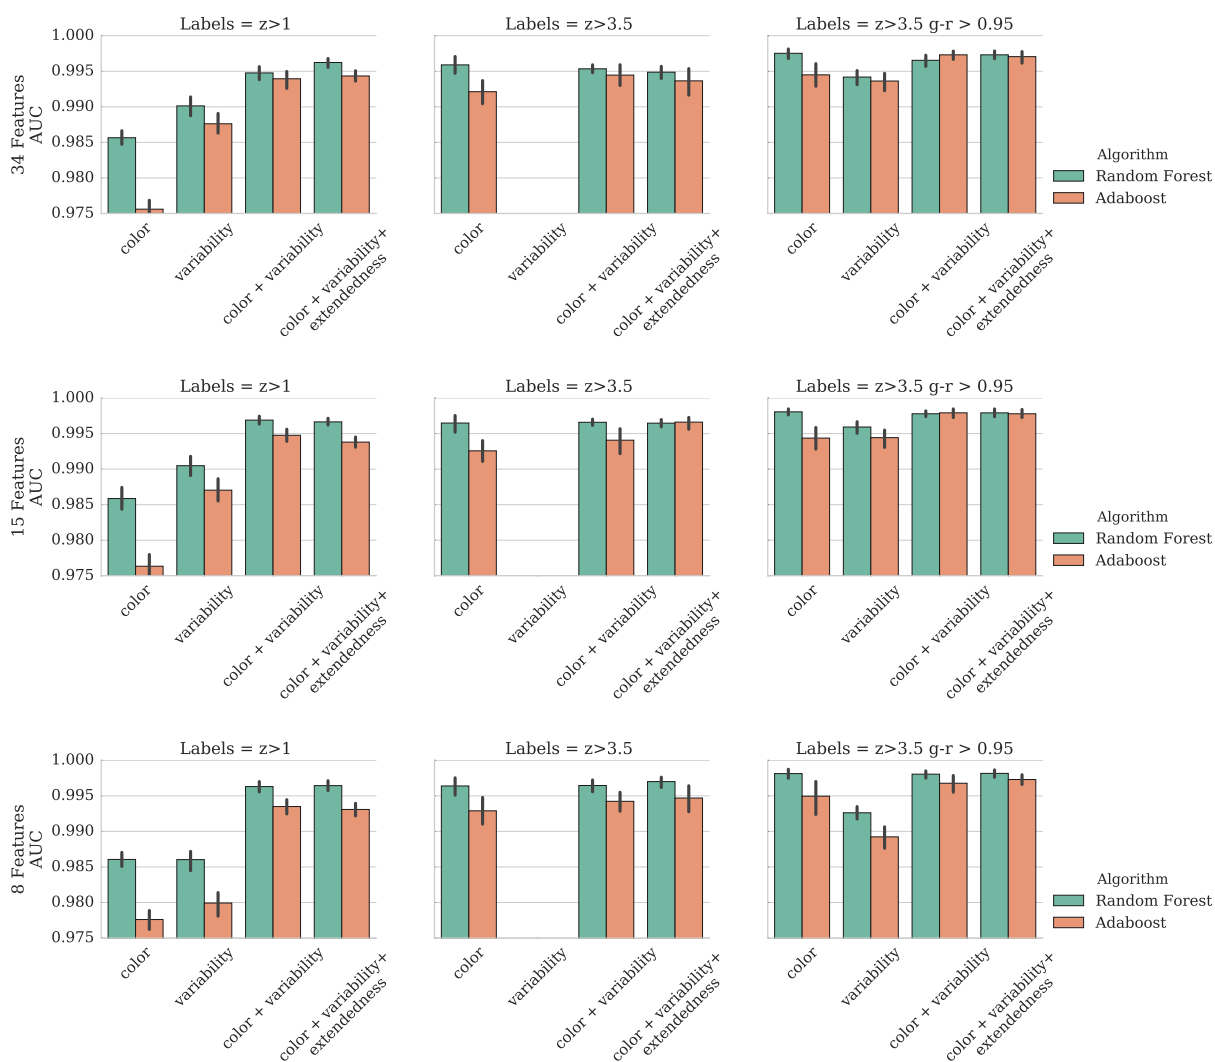 Labels = z>1
Labels = z>3.5
Labels = z>3.5 g-r > 0.95
34 Features
AUC
1.000
0.995
0.990
0.985
0.980
0.975
color
variability
color + variability
color + variability+
extendedness
color
variability
color + variability
color + variability+
extendedness
color
variability
color + variability
color + variability+
extendedness
Algorithm
Random Forest
Adaboost
Labels = z>1
Labels = z>3.5
Labels = z>3.5 g-r > 0.95
15 Features
AUC
1.000
0.995
0.990
0.985
0.980
0.975
color
variability
color + variability
color + variability+
extendedness
color
variability
color + variability
color + variability+
extendedness
color
variability
color + variability
color + variability+
extendedness
Algorithm
Random Forest
Adaboost
Labels = z>1
Labels = z>3.5
Labels = z>3.5 g-r > 0.95
8 Features
AUC
1.000
0.995
0.990
0.985
0.980
0.975
color
variability
color + variability
color + variability+
extendedness
color
variability
color + variability
color + variability+
extendedness
color
variability
color + variability
color + variability+
extendedness
Algorithm
Random Forest
Adaboost